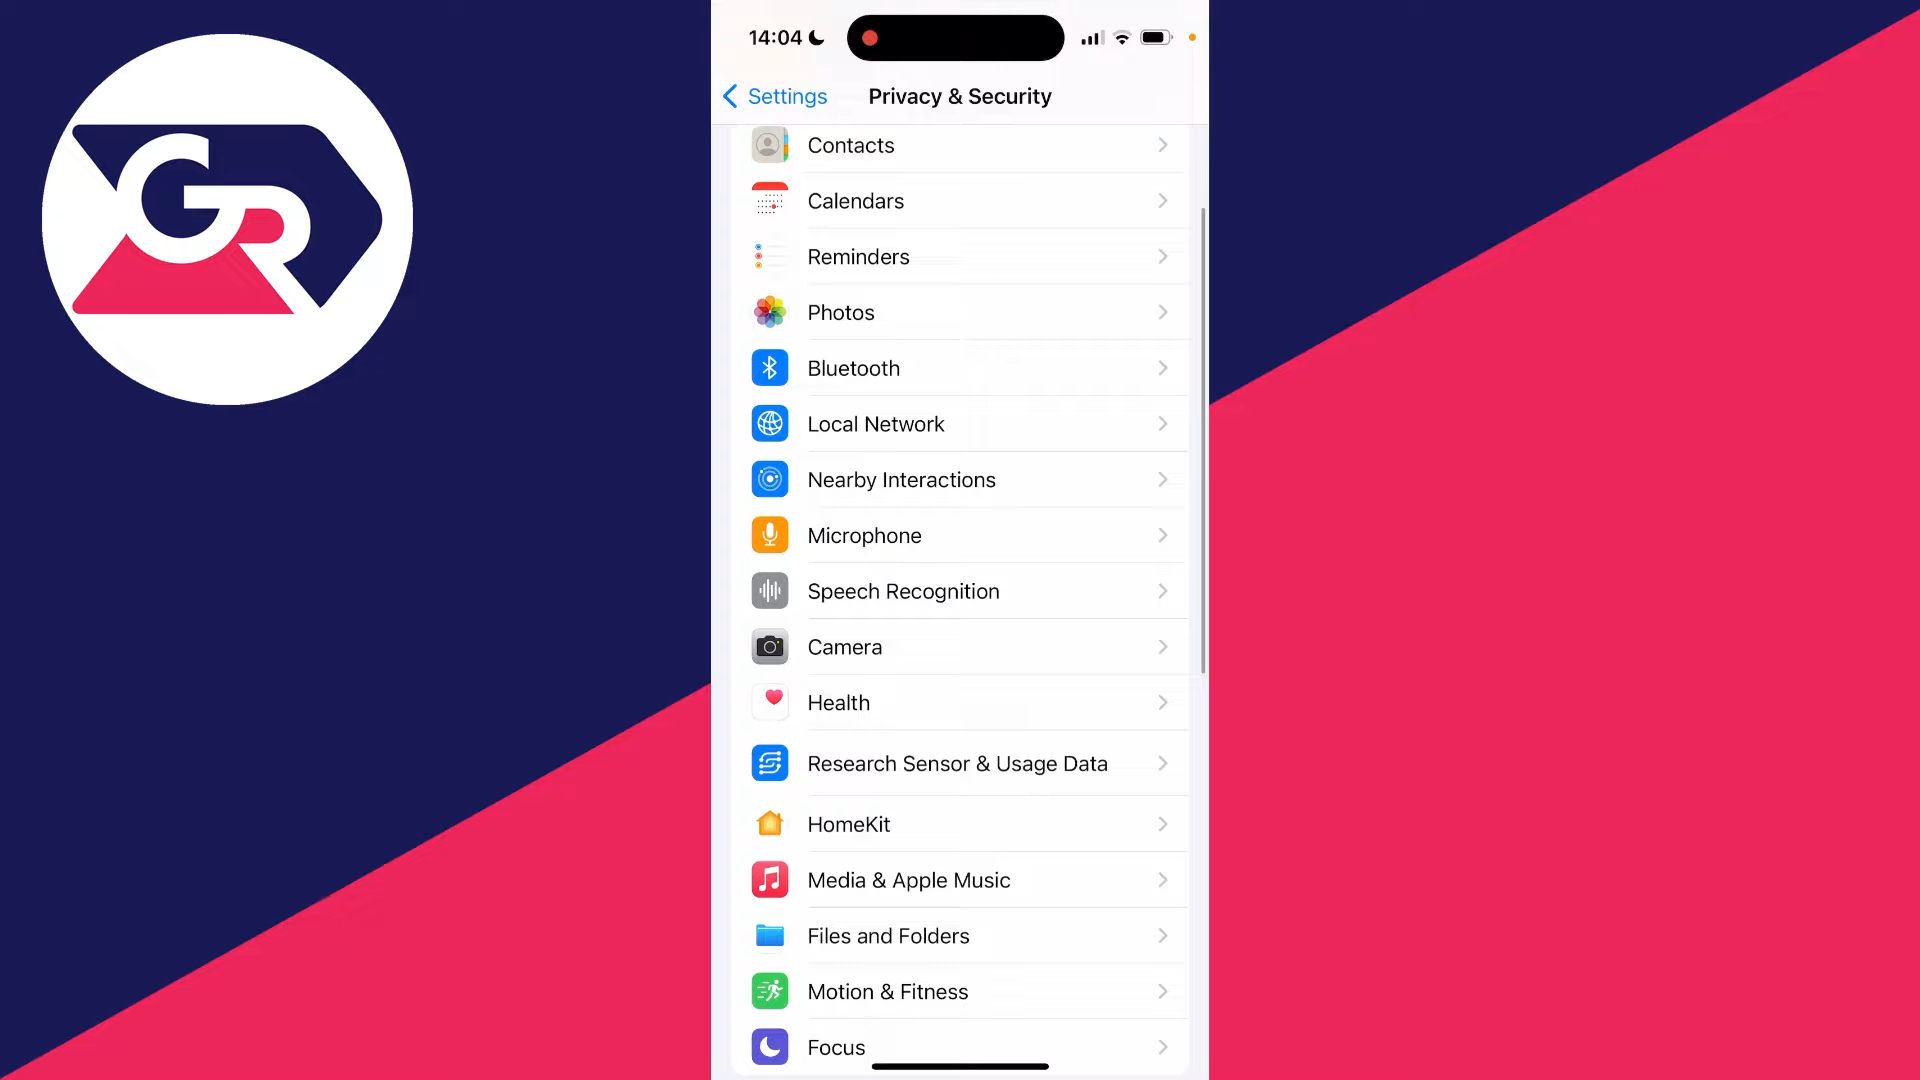 GR
14:04
Settings
Privacy & Security
Contacts
Calendars
Reminders
Photos
Bluetooth
Local Network
Nearby Interactions
Microphone
Speech Recognition
Camera
Health
Research Sensor & Usage Data
HomeKit
Media & Apple Music
Files and Folders
Motion & Fitness
Focus